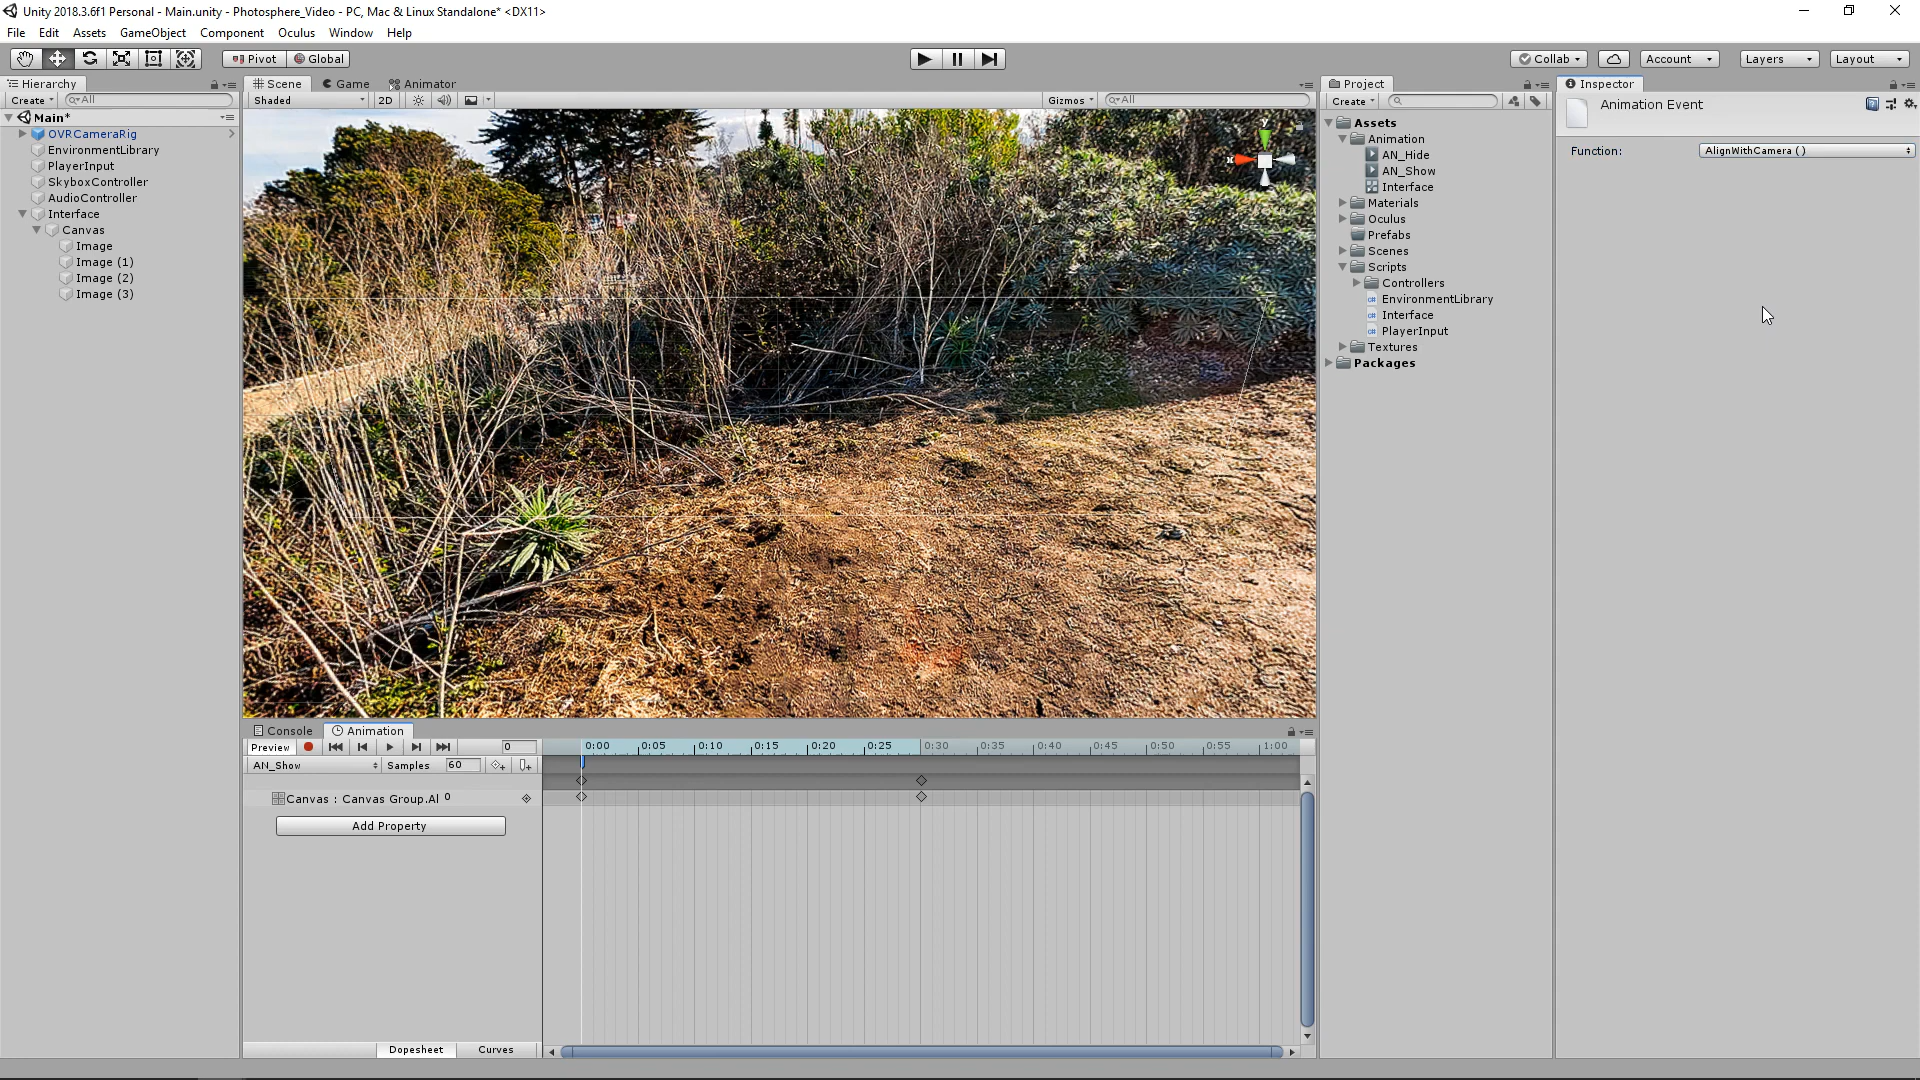 Unity 2018.3.6f1 Personal - Main.unity - Photosphere_Video - PC, Mac & Linux Standalone* <DX11>
File Edit Assets GameObject Component Oculus Window Help
Pivot Global Collab Account Layers Layout
Hierarchy
Create All
Main*
OVRCameraRig
EnvironmentLibrary
PlayerInput
SkyboxController
AudioController
Interface
Canvas
Image
Image (1)
Image (2)
Image (3)
Scene Game Animator
Shaded 2D Gizmos All
y
x
Console Animation
Preview 0
AN_Show Samples 60
0:00 0:05 0:10 0:15 0:20 0:25 0:30 0:35 0:40 0:45 0:50 0:55 1:00
Canvas : Canvas Group.Al 0
Add Property
Dopesheet Curves
Project
Create
Assets
Animation
AN_Hide
AN_Show
Interface
Materials
Oculus
Prefabs
Scenes
Scripts
Controllers
EnvironmentLibrary
Interface
PlayerInput
Textures
Packages
Inspector
Animation Event
Function: AlignWithCamera ( )